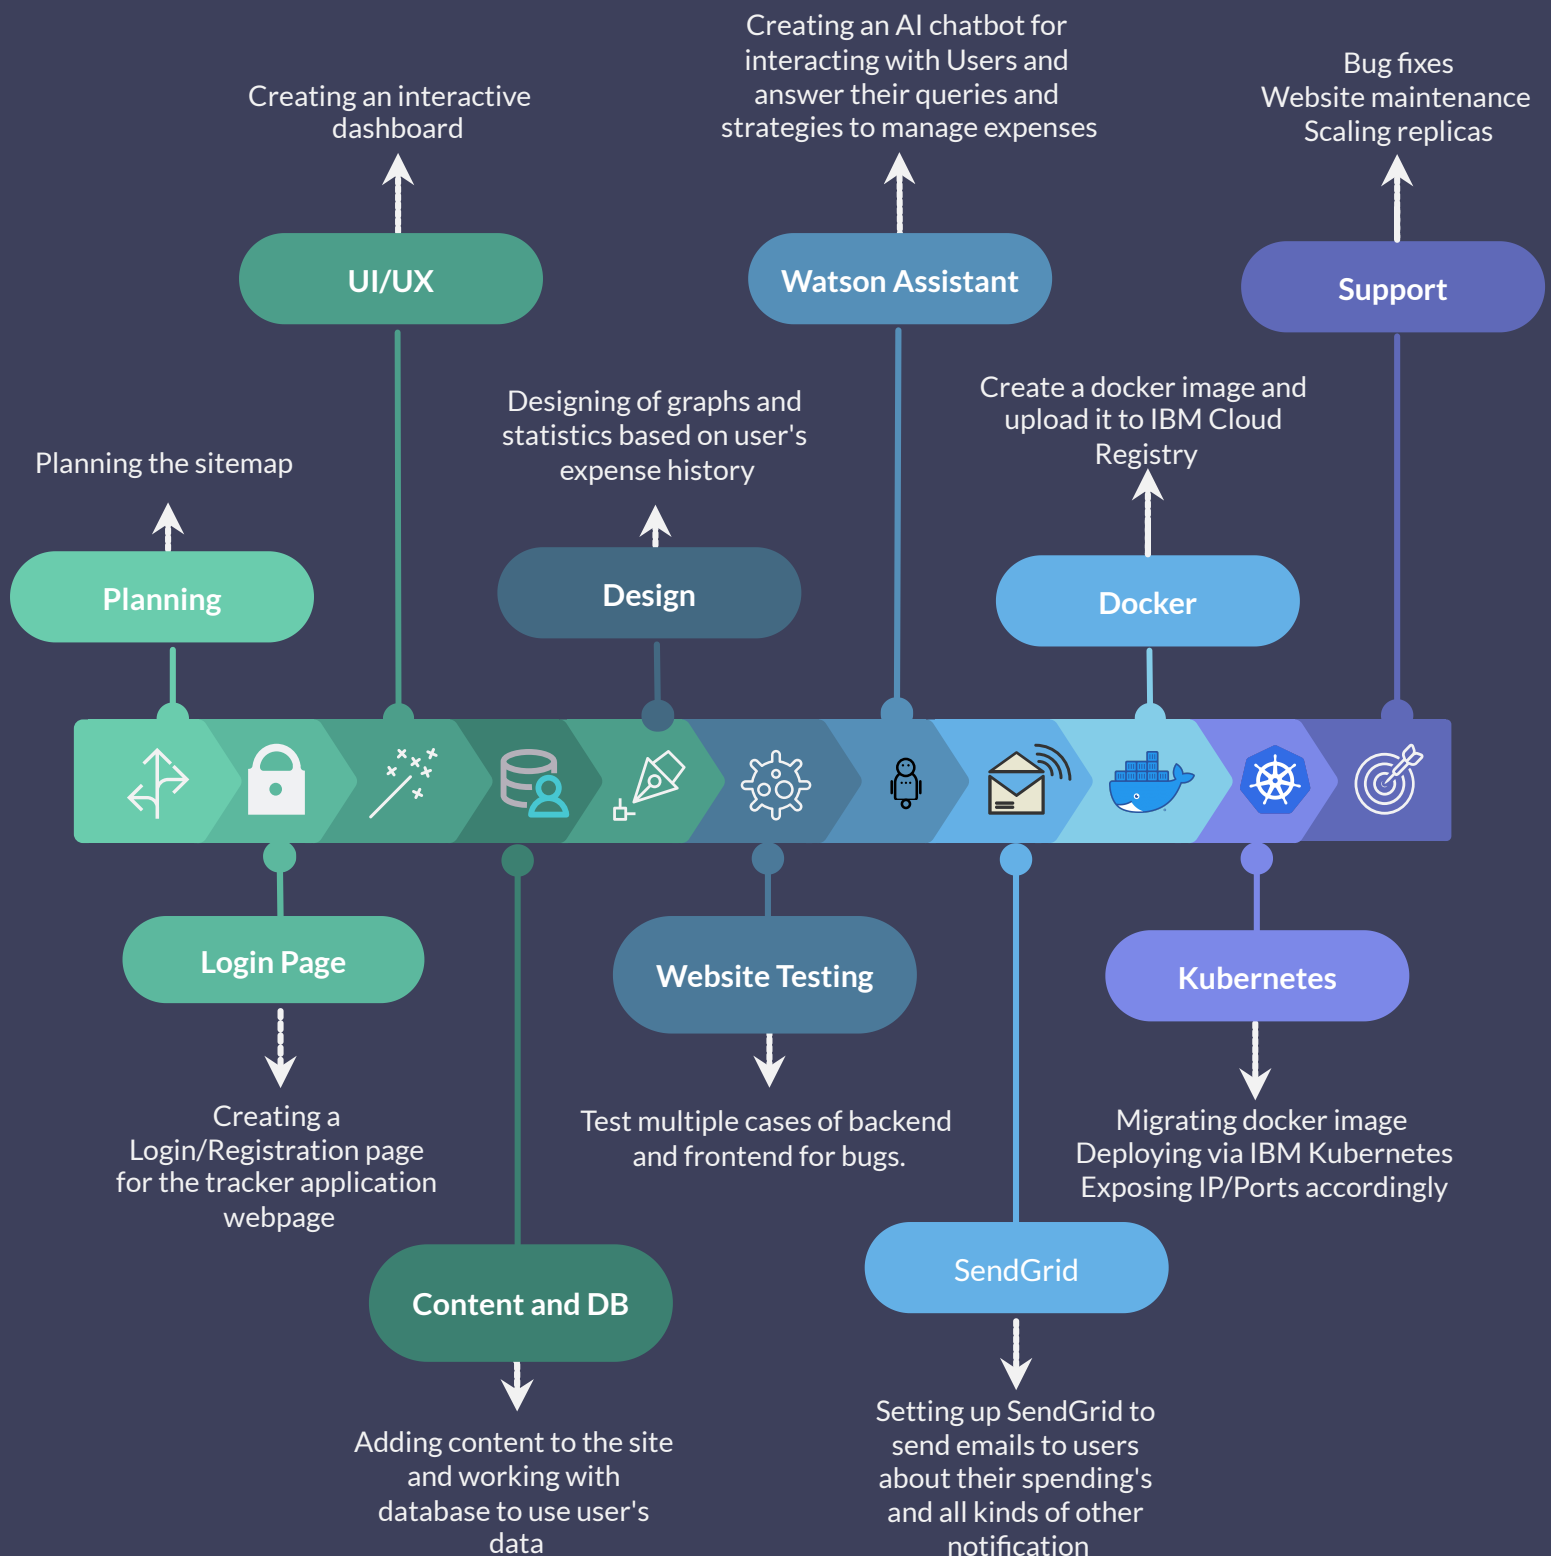 Creating an AI chatbot for
interacting with Users and
answer their queries and
strategies to manage expenses
Bug fixes
Website maintenance
Scaling replicas
Creating an interactive
dashboard
UI/UX
Watson Assistant
Support
Designing of graphs and
statistics based on user's
expense history
Create a docker image and
upload it to IBM Cloud
Registry
Planning the sitemap
Planning
Design
Docker
Login Page
Website Testing
Kubernetes
Creating a
Login/Registration page
for the tracker application
webpage
Test multiple cases of backend
and frontend for bugs.
Migrating docker image
Deploying via IBM Kubernetes
Exposing IP/Ports accordingly
Content and DB
SendGrid
Adding content to the site
and working with
database to use user's
data
Setting up SendGrid to
send emails to users
about their spending's
and all kinds of other
notification